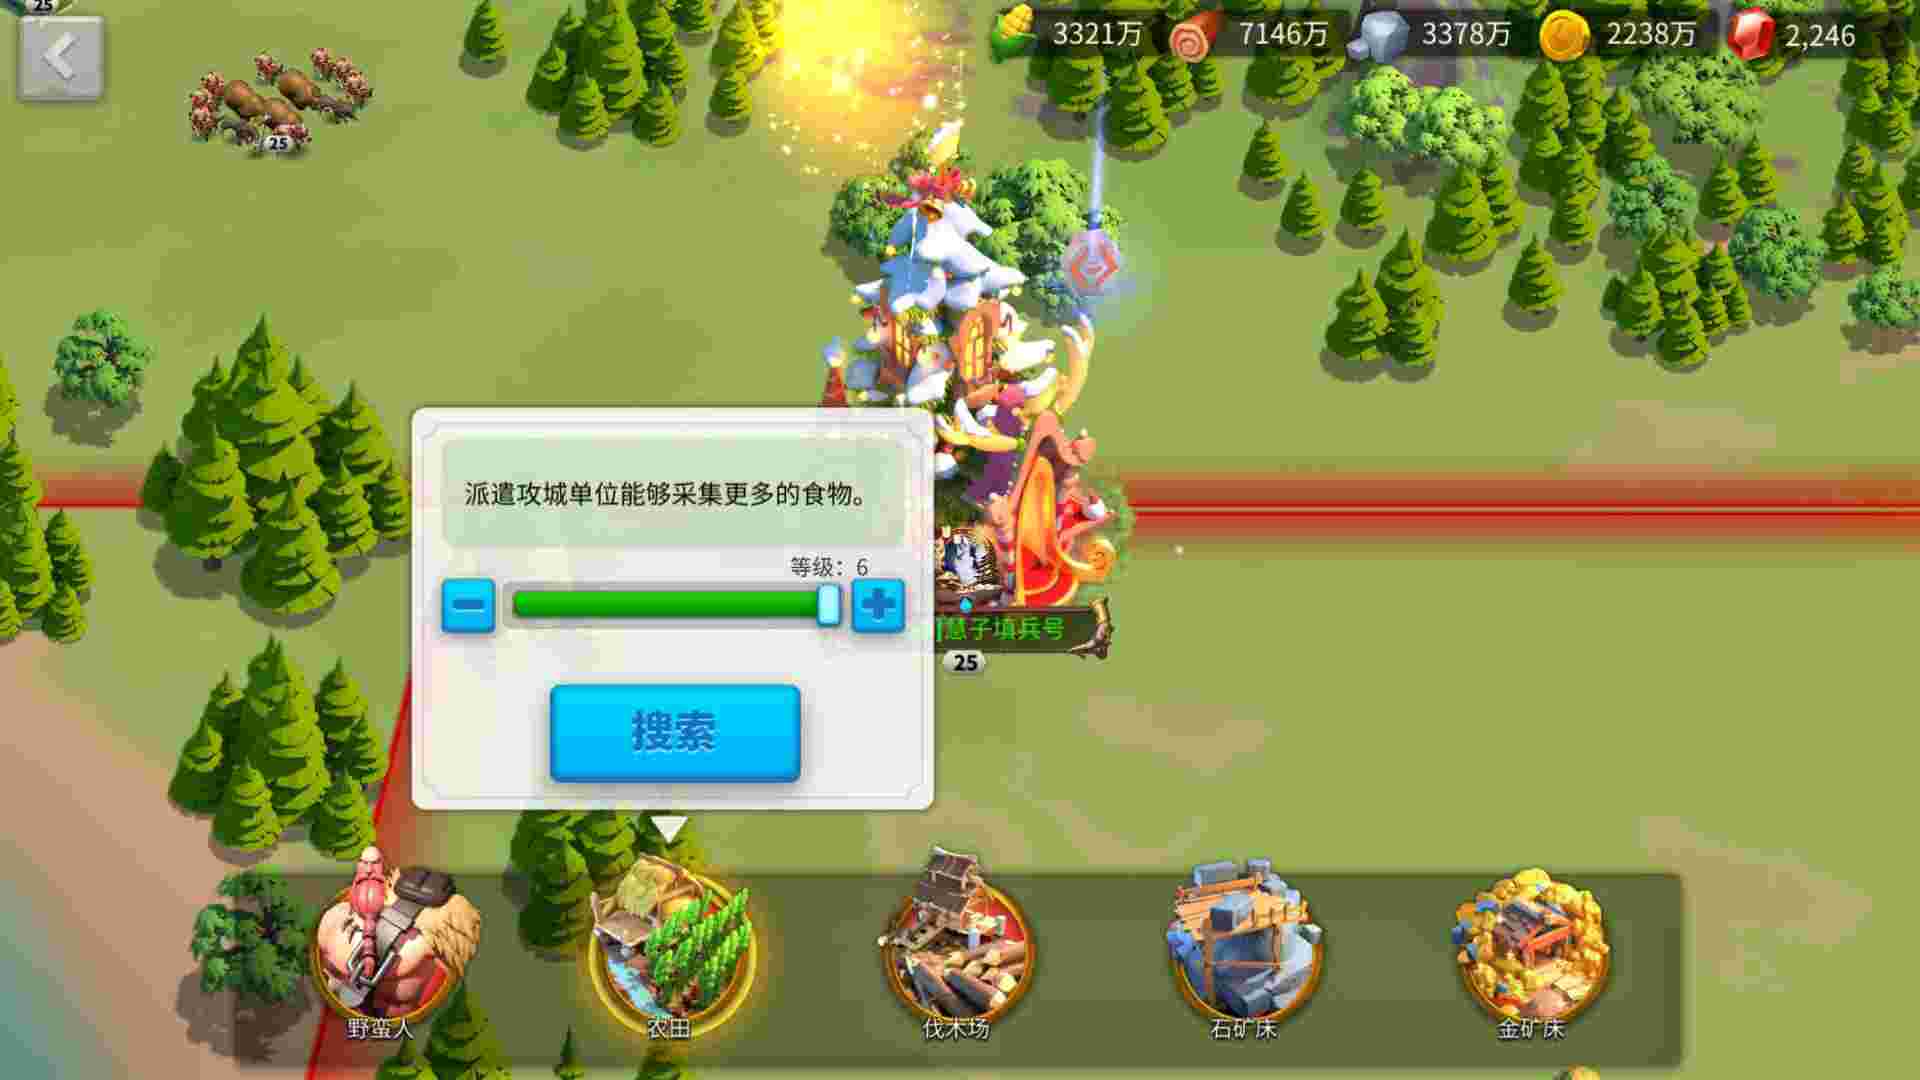 25
3321万
7146万
3378万
2238万
2,246
25
派遣攻城单位能够采集更多的食物。
等级：6
慧子填兵号
25
搜索
野蛮人
农田
伐木场
石矿床
金矿床